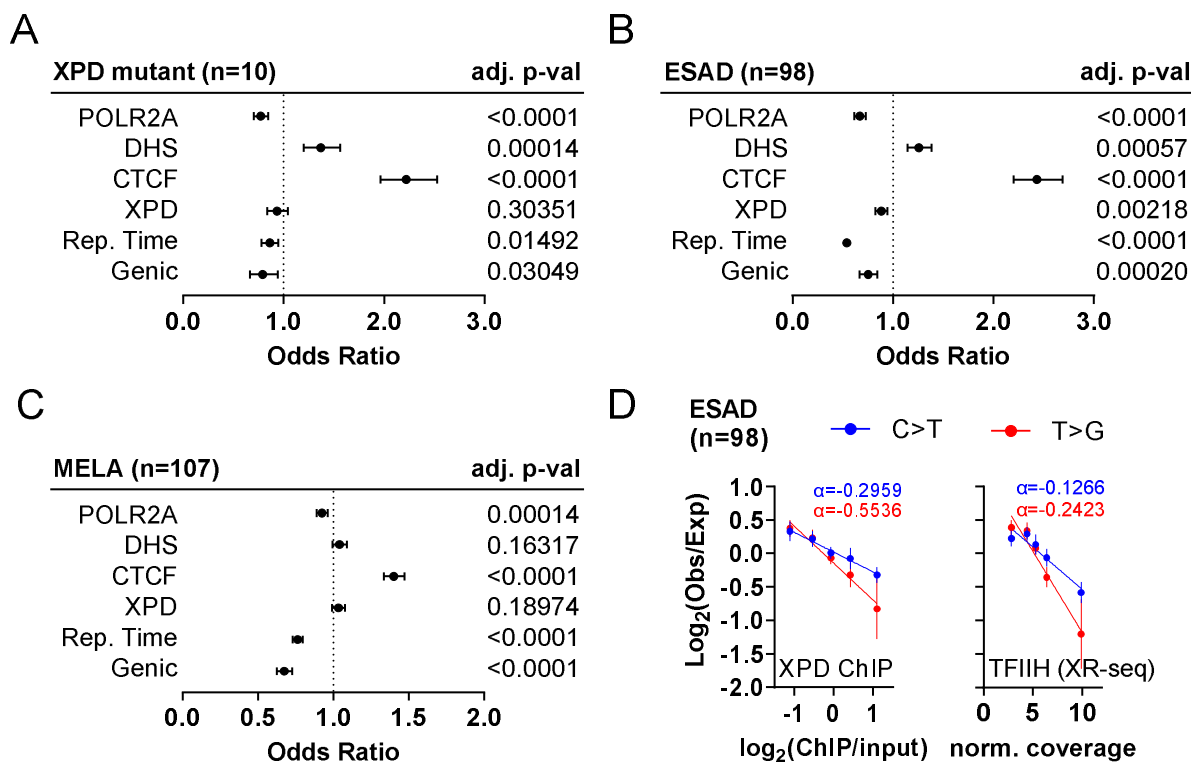 A
XPD mutant (n=10) adj. p-val
POLR2A <0.0001
DHS 0.00014
CTCF <0.0001
XPD 0.30351
Rep. Time 0.01492
Genic 0.03049
0.0 1.0 2.0 3.0
Odds Ratio
B
ESAD (n=98) adj. p-val
POLR2A <0.0001
DHS 0.00057
CTCF <0.0001
XPD 0.00218
Rep. Time <0.0001
Genic 0.00020
0.0 1.0 2.0 3.0
Odds Ratio
C
MELA (n=107) adj. p-val
POLR2A 0.00014
DHS 0.16317
CTCF <0.0001
XPD 0.18974
Rep. Time <0.0001
Genic <0.0001
0.0 0.5 1.0 1.5 2.0
Odds Ratio
D
ESAD
(n=98)
C>T T>G
Log2(Obs/Exp)
1.0
0.5
0.0
-0.5
-1.0
-1.5
-2.0
α=-0.2959
α=-0.5536
XPD ChIP
-1 0 1
log2(ChIP/input)
α=-0.1266
α=-0.2423
TFIIH (XR-seq)
0 5 10
norm. coverage